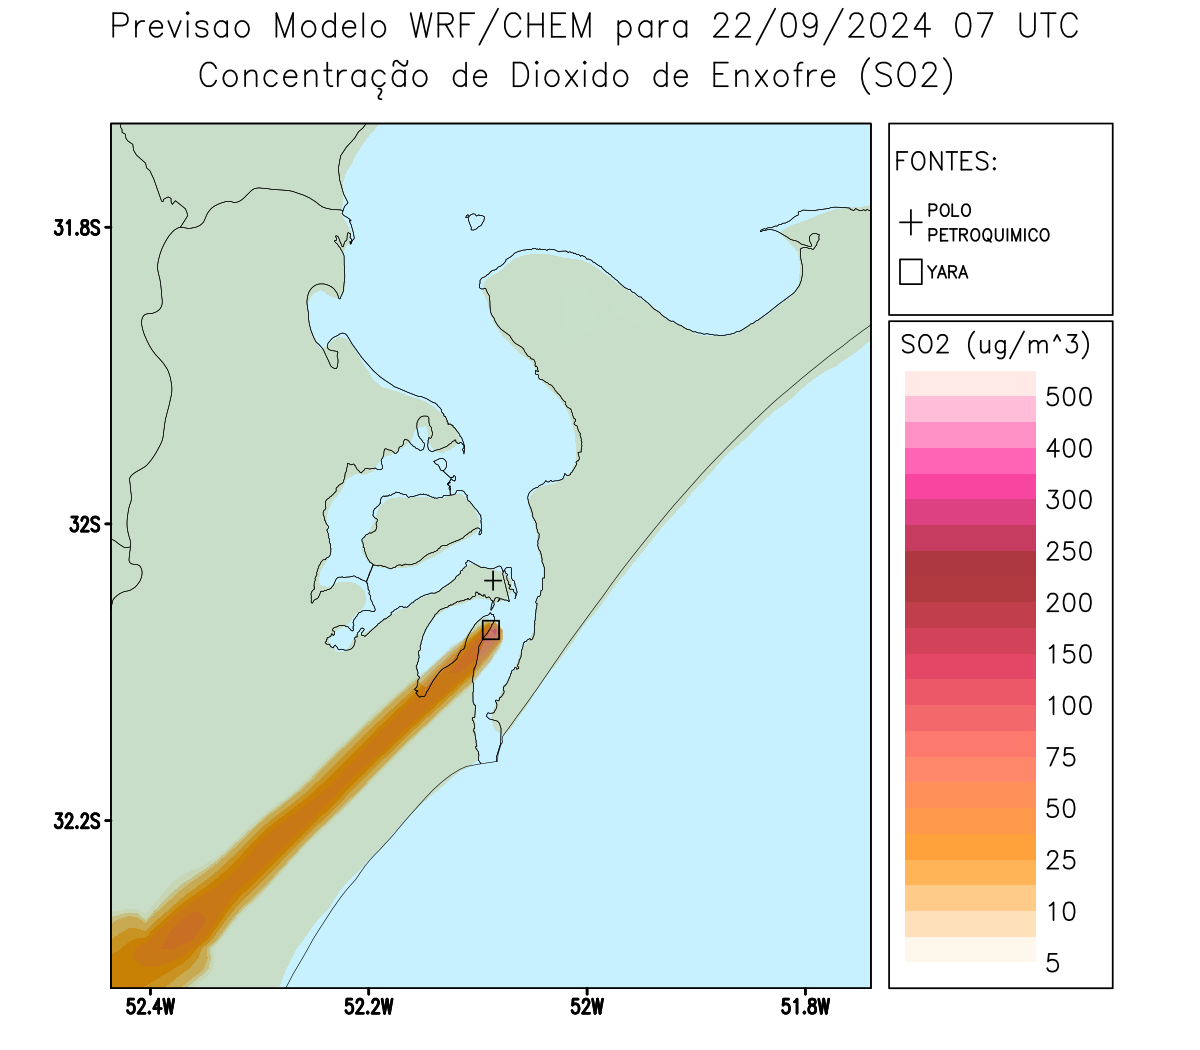 Previsao Modelo WRF/CHEM para 22/09/2024 07 UTC
Concentração de Dioxido de Enxofre (SO2)
FONTES:
POLO
PETROQUIMICO
YARA
SO2 (ug/m^3)
500
400
300
250
200
150
100
75
50
25
10
5
31.8S
32S
32.2S
52.4W
52.2W
52W
51.8W